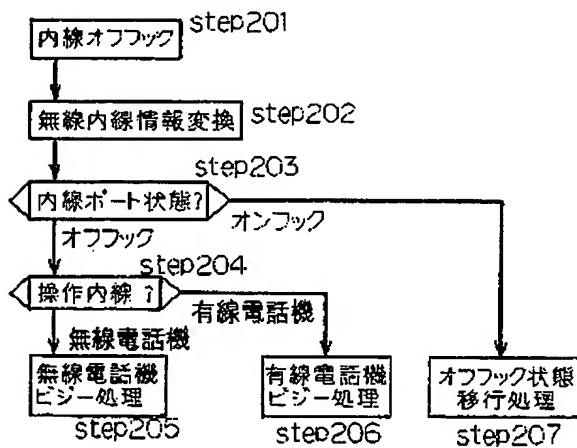 内線オフフック
step201
無線内線情報変換
step202
step203
内線ポート状態?
オフフック
オンフック
step204
操作内線?
有線電話機
無線電話機
無線電話機
ビジー処理
step205
有線電話機
ビジー処理
step206
オフフック状態
移行処理
step207